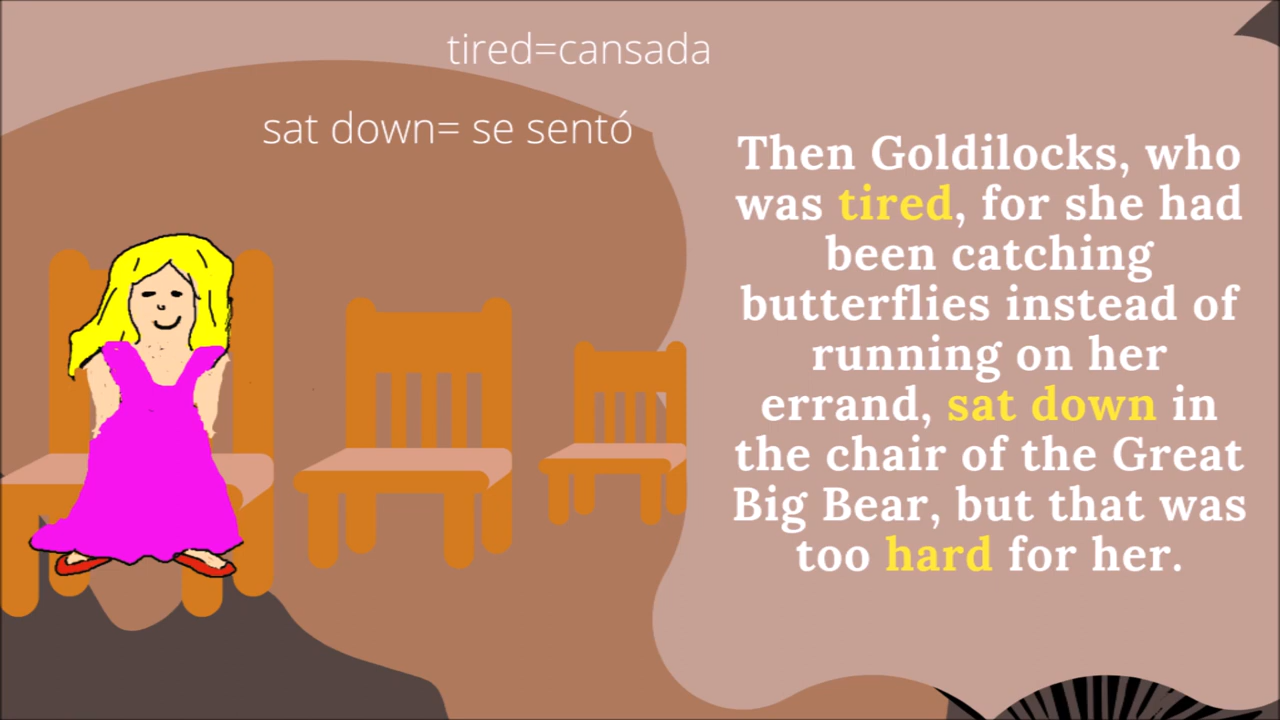 tired=cansada
sat down= se sentó
Then Goldilocks, who
was tired, for she had
been catching
butterflies instead of
running on her
errand, sat down in
the chair of the Great
Big Bear, but that was
too hard for her.